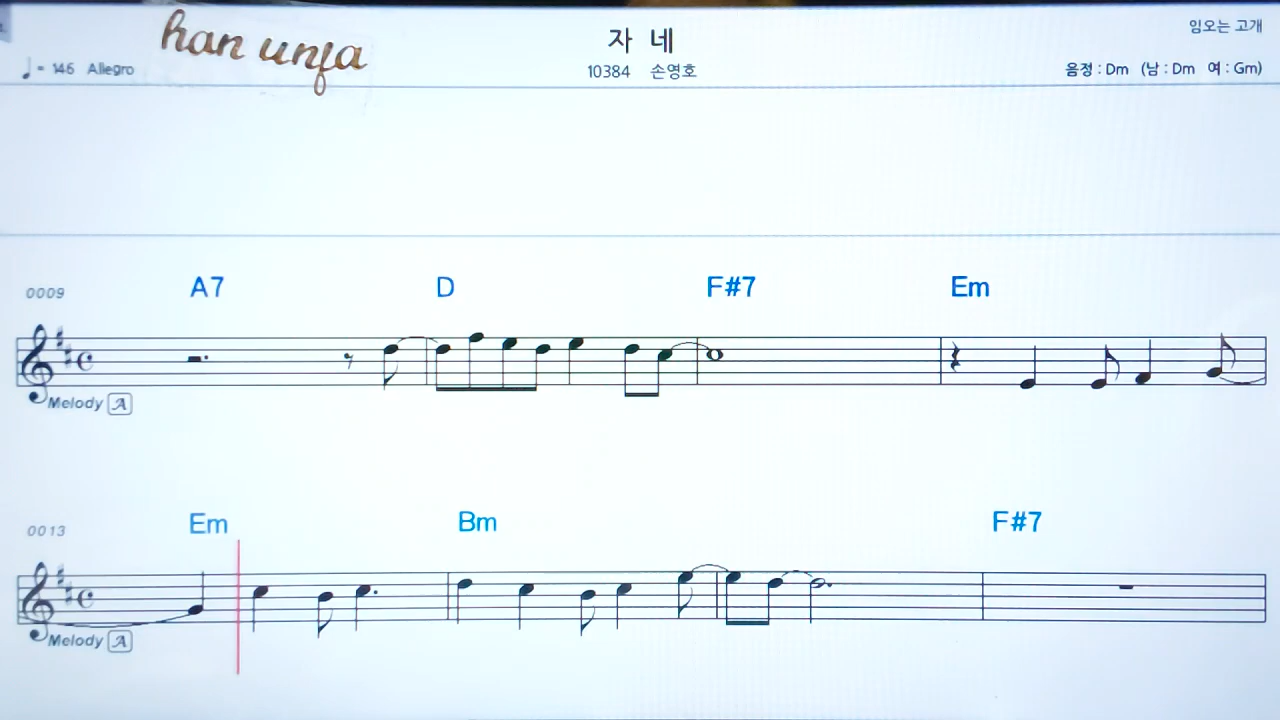 han unfa
자 네
임오는 고개
♩= 146 Allegro
10384 손영호
음정 : Dm (남 : Dm 여 : Gm)
0009
A7 D F#7 Em
Melody A
0013
Em Bm F#7
Melody A